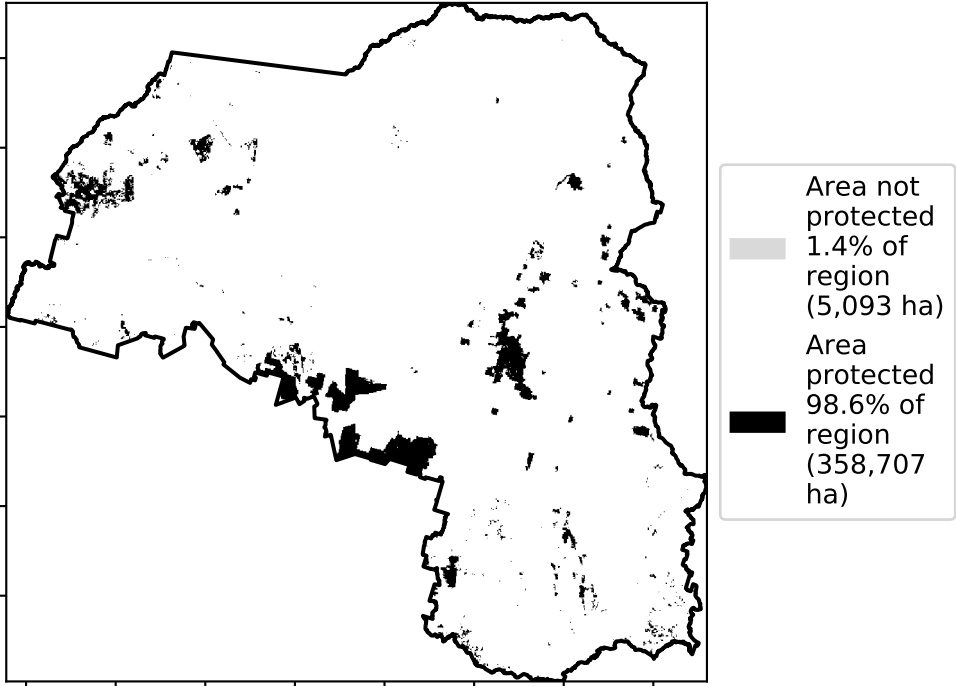 Area not
protected
1.4% of
region
(5,093 ha)
Area
protected
98.6% of
region
(358,707
ha)